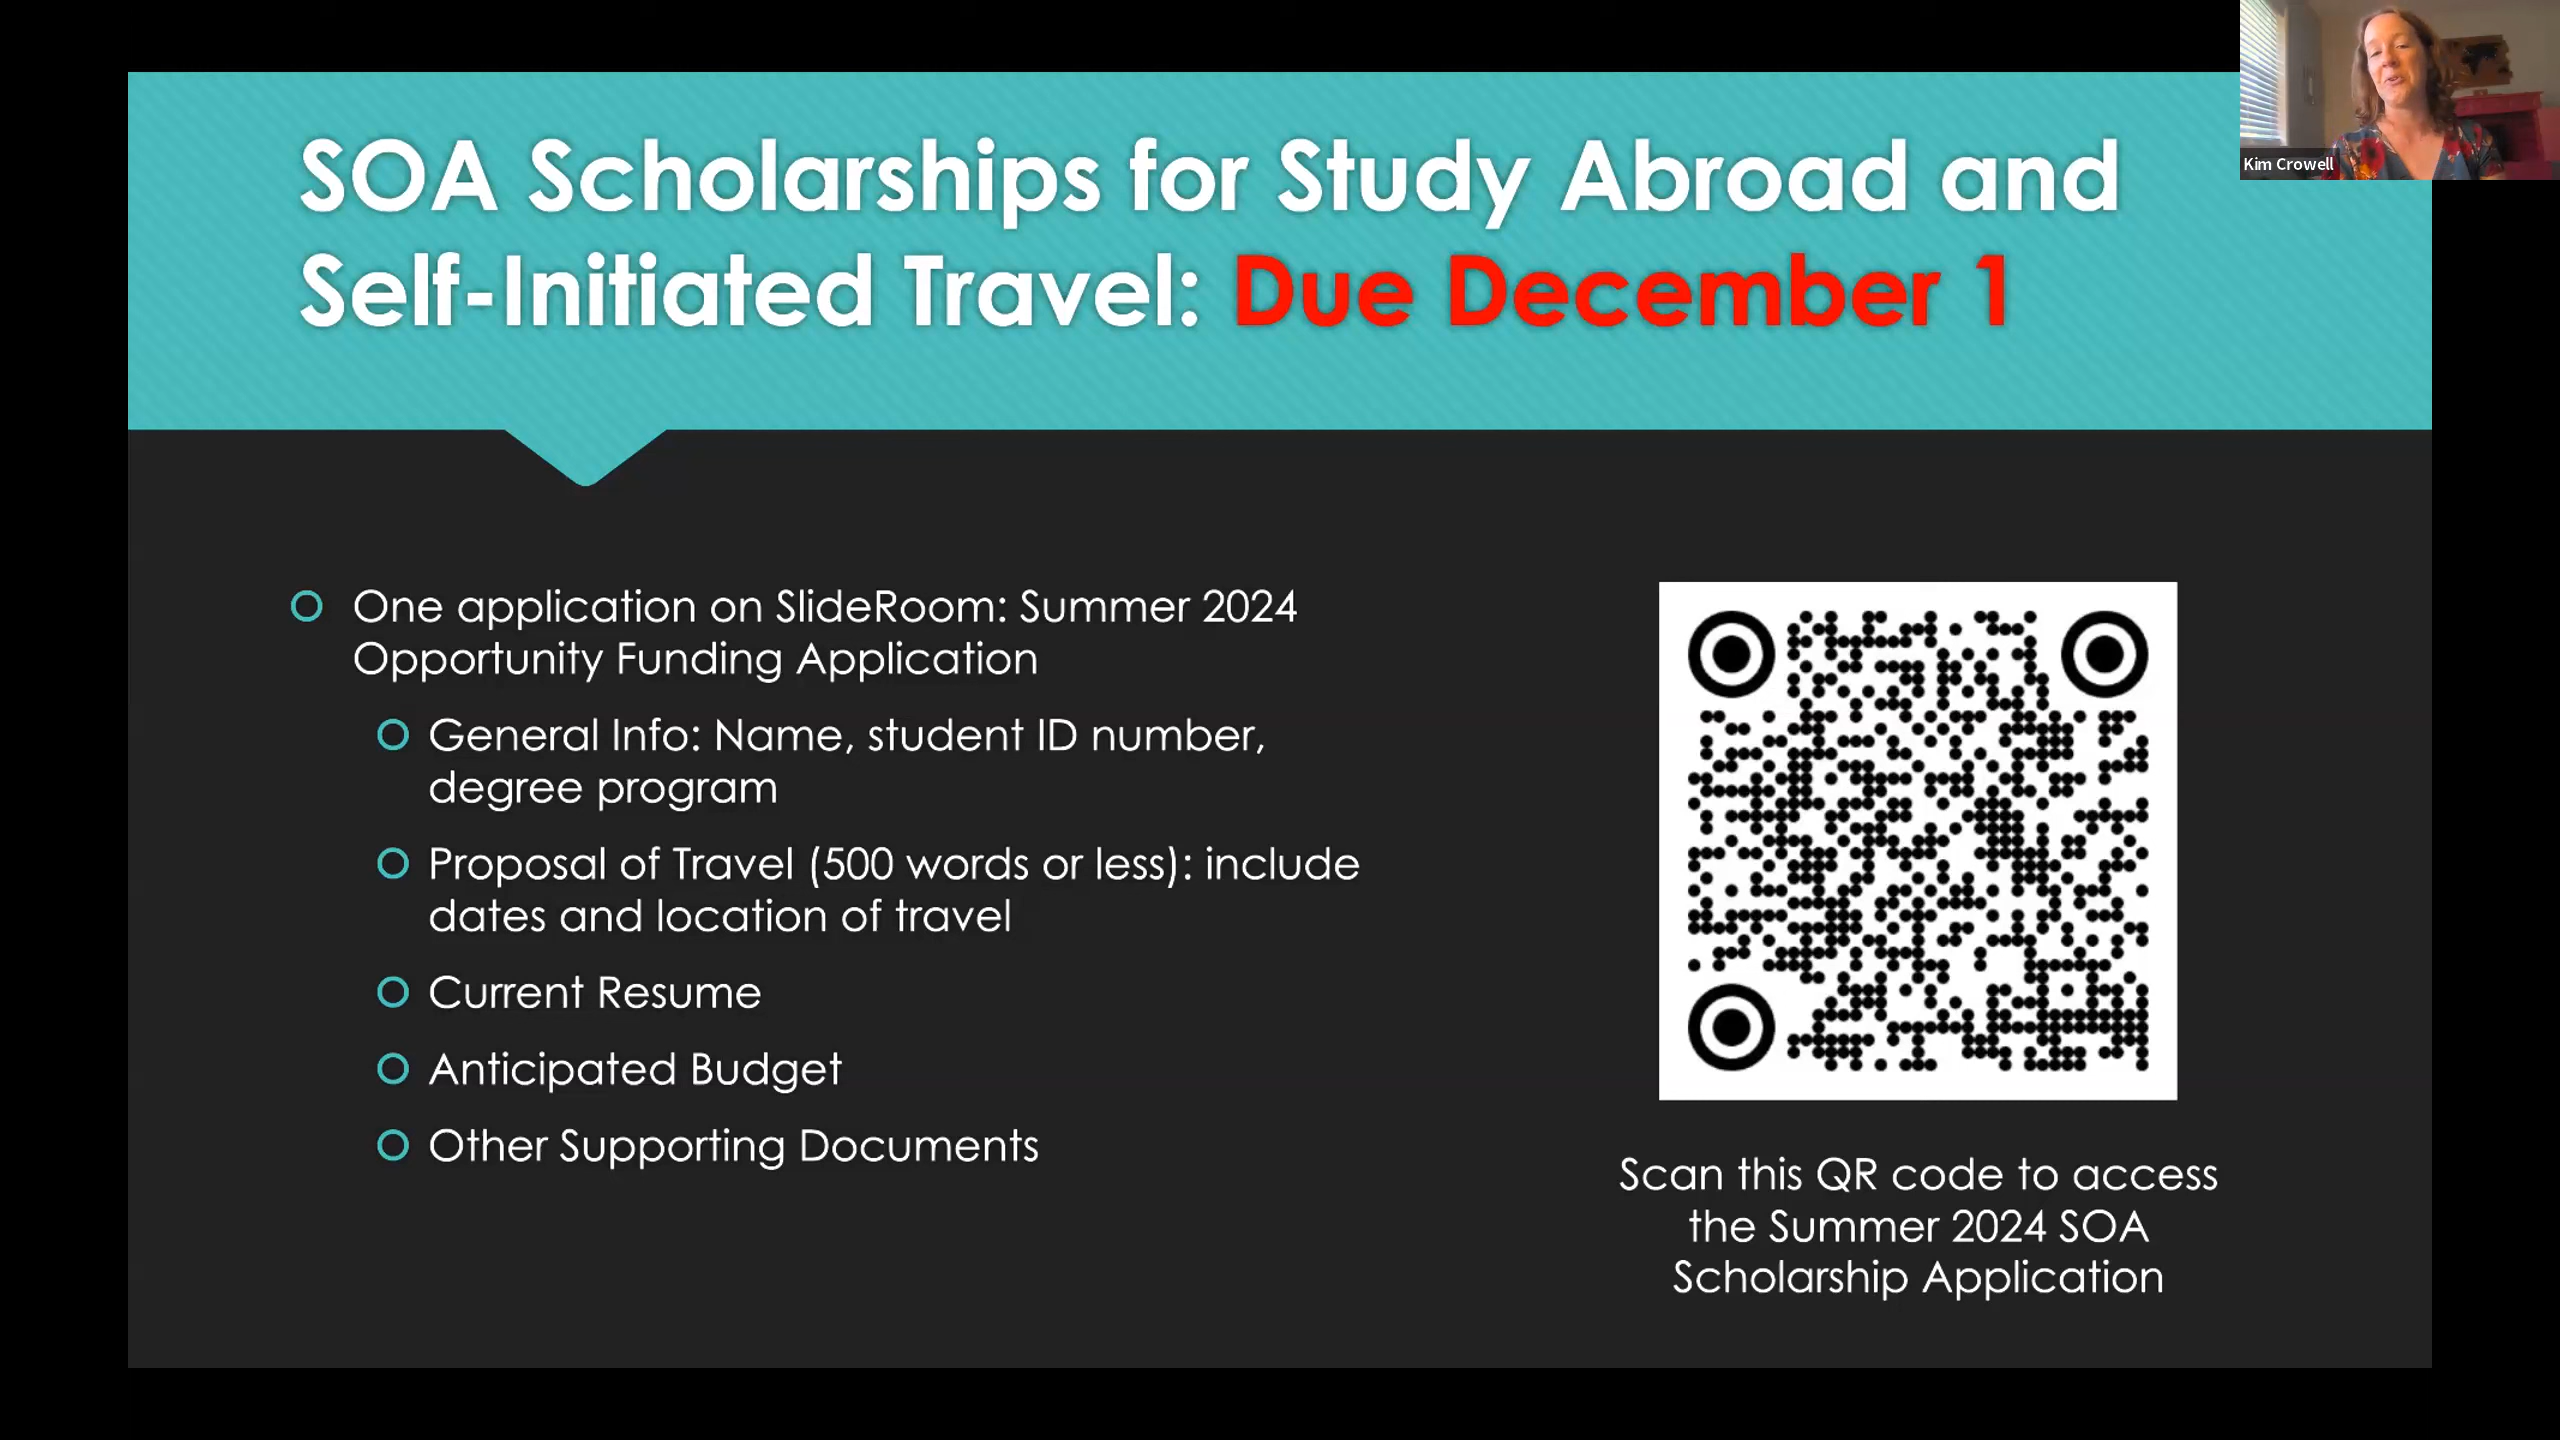 SOA Scholarships for Study Abroad and
Self-Initiated Travel: Due December 1
Kim Crowell
One application on SlideRoom: Summer 2024
Opportunity Funding Application
General Info: Name, student ID number,
degree program
Proposal of Travel (500 words or less): include
dates and location of travel
Current Resume
Anticipated Budget
Other Supporting Documents
Scan this QR code to access
the Summer 2024 SOA
Scholarship Application